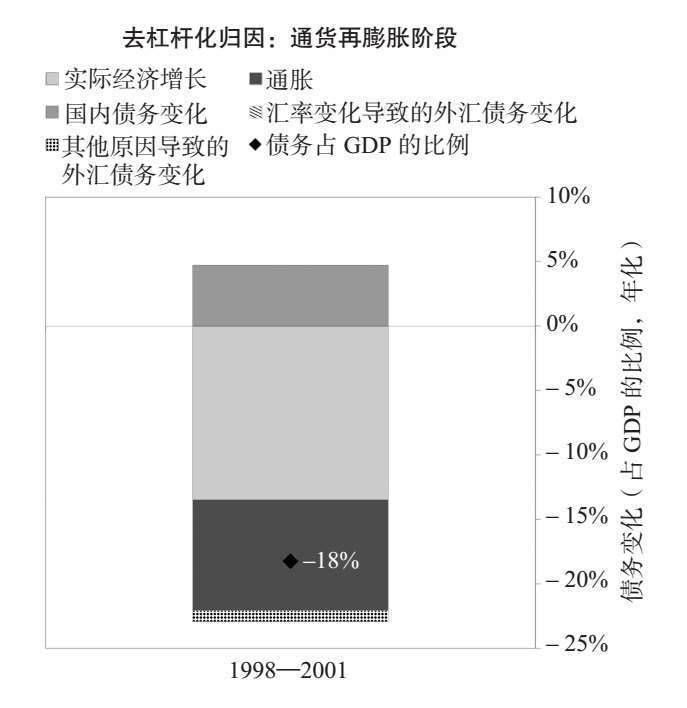 去杠杆化归因：通货再膨胀阶段
实际经济增长
通胀
国内债务变化
汇率变化导致的外汇债务变化
其他原因导致的
外汇债务变化
债务占 GDP 的比例
10%
5%
0%
– 5%
– 10%
– 15%
– 20%
– 25%
–18%
1998—2001
债务变化（占 GDP 的比例，年化）